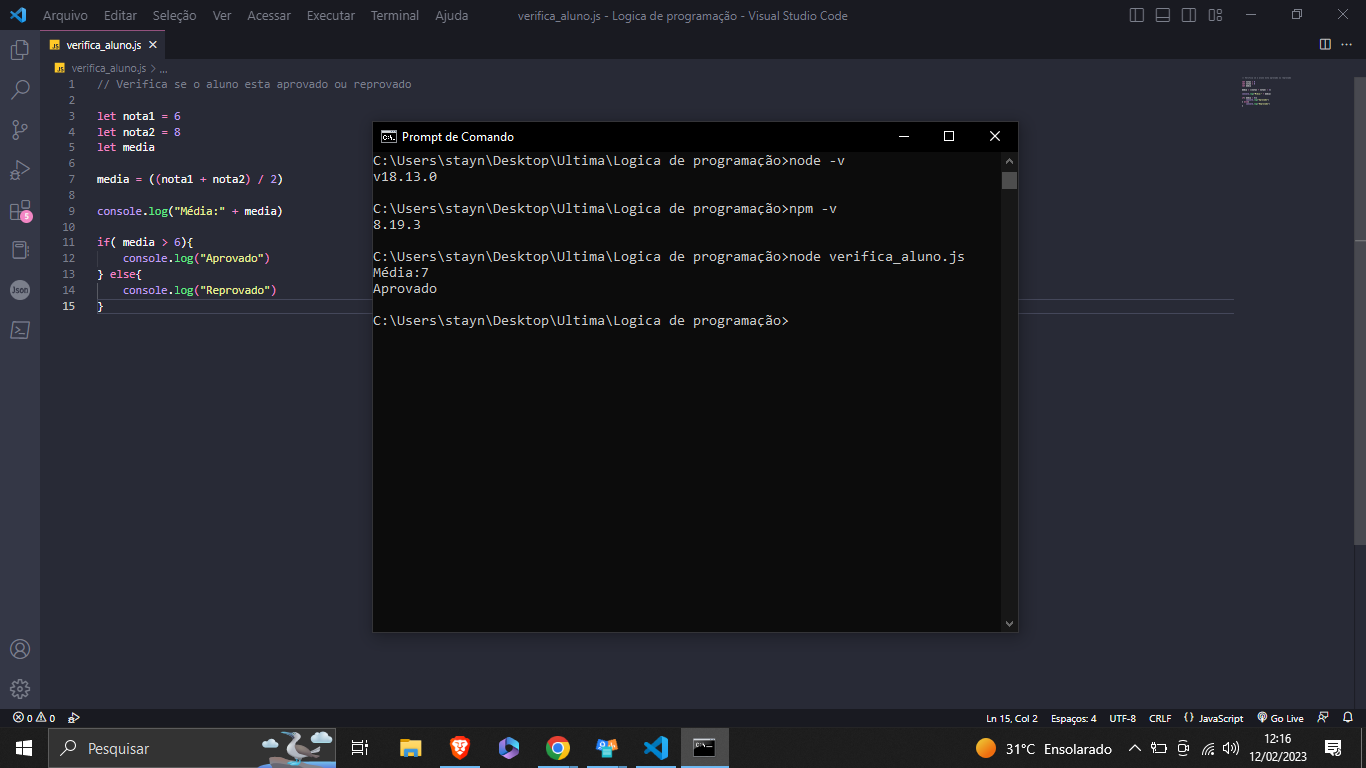 Arquivo Editar Seleção Ver Acessar Executar Terminal Ajuda verifica_aluno.js - Logica de programação - Visual Studio Code
JS verifica_aluno.js
JS verifica_aluno.js > ...
1 // Verifica se o aluno esta aprovado ou reprovado
2
3 let nota1 = 6
4 let nota2 = 8
5 let media
6
7 media = ((nota1 + nota2) / 2)
8
9 console.log("Média:" + media)
10
11 if( media > 6){
12 console.log("Aprovado")
13 } else{
14 console.log("Reprovado")
15 }
5
Json
Prompt de Comando
C:\Users\stayn\Desktop\Ultima\Logica de programação>node -v
v18.13.0
C:\Users\stayn\Desktop\Ultima\Logica de programação>npm -v
8.19.3
C:\Users\stayn\Desktop\Ultima\Logica de programação>node verifica_aluno.js
Média:7
Aprovado
C:\Users\stayn\Desktop\Ultima\Logica de programação>
0 0 Ln 15, Col 2 Espaços: 4 UTF-8 CRLF {} JavaScript Go Live
Pesquisar 31°C Ensolarado 12:16
12/02/2023